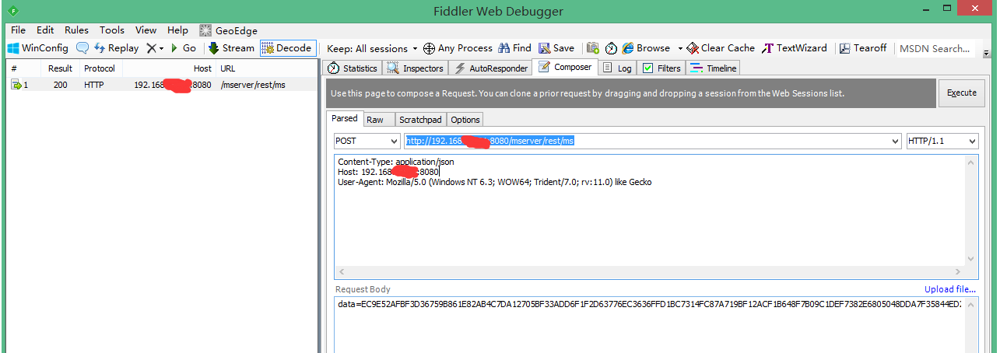 Fiddler Web Debugger
File Edit Rules Tools View Help GeoEdge
WinConfig Replay Go Stream Decode Keep: All sessions Any Process Find Save Browse Clear Cache TextWizard Tearoff MSDN Search...
# Result Protocol Host URL
1 200 HTTP 192.168 :8080 /mserver/rest/ms
Statistics Inspectors AutoResponder Composer Log Filters Timeline
Use this page to compose a Request. You can clone a prior request by dragging and dropping a session from the Web Sessions list.
Execute
Parsed Raw Scratchpad Options
POST http://192.168 :8080/mserver/rest/ms HTTP/1.1
Content-Type: application/json
Host: 192.168 :8080
User-Agent: Mozilla/5.0 (Windows NT 6.3; WOW64; Trident/7.0; rv:11.0) like Gecko
Request Body Upload file...
data=EC9E52AFBF3D36759B861E82AB4C7DA12705BF33ADD6F1F2D63776EC3636FFD1BC7314FC87A719BF12ACF1B648F7B09C1DEF7382E6805048DDA7F35844ED